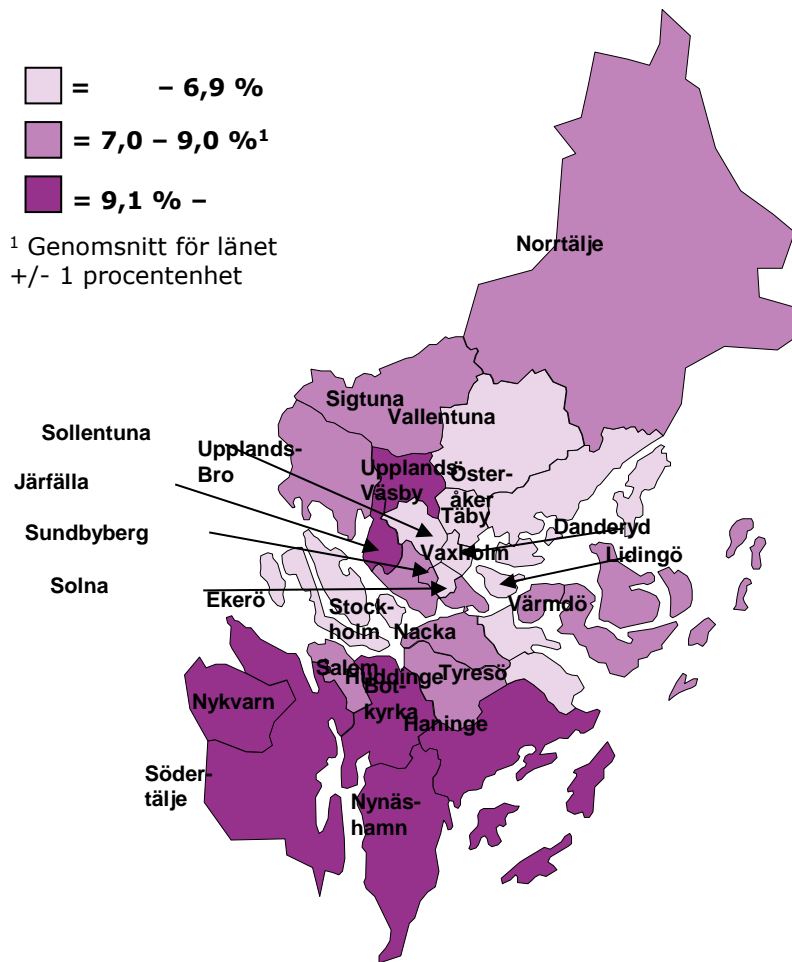 = – 6,9 %
= 7,0 – 9,0 %¹
= 9,1 % –
¹ Genomsnitt för länet
+/- 1 procentenhet
Norrtälje
Sigtuna
Vallentuna
Sollentuna
Upplands-
Bro
Upplands-
Väsby
Öster-
åker
Järfälla
Täby
Sundbyberg
Danderyd
Vaxholm
Lidingö
Solna
Ekerö
Stock-
holm
Värmdö
Nacka
Salem
Huddinge
Tyresö
Bot-
kyrka
Nykvarn
Haninge
Söder-
tälje
Nynäs-
hamn